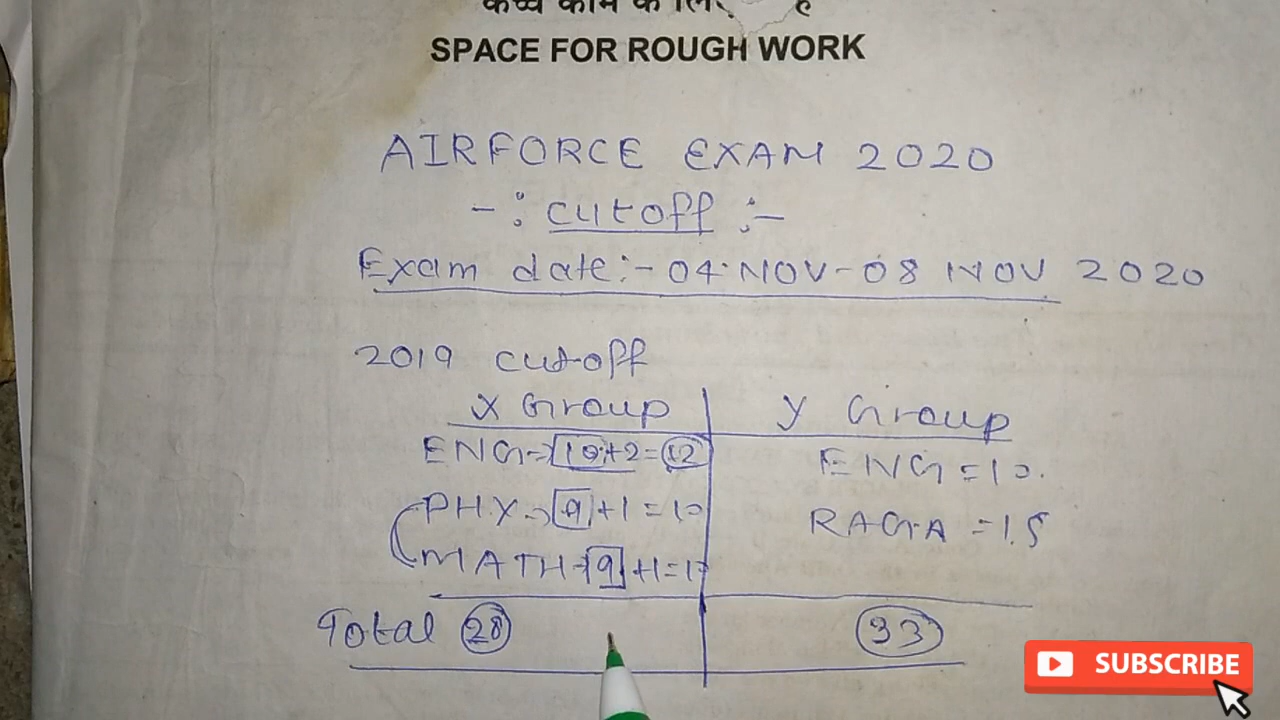 कच्चे काम के लिए है
SPACE FOR ROUGH WORK
AIRFORCE EXAM 2020
-: cutoff :-
Exam date:- 04 NOV - 08 NOV 2020
2019 cutoff
X Group Y Group
ENG→ 10+2=12 ENG = 10.
PHY→ 9+1=10 RAGA = 15
MATH→ 9+1=10
Total 28 33
SUBSCRIBE